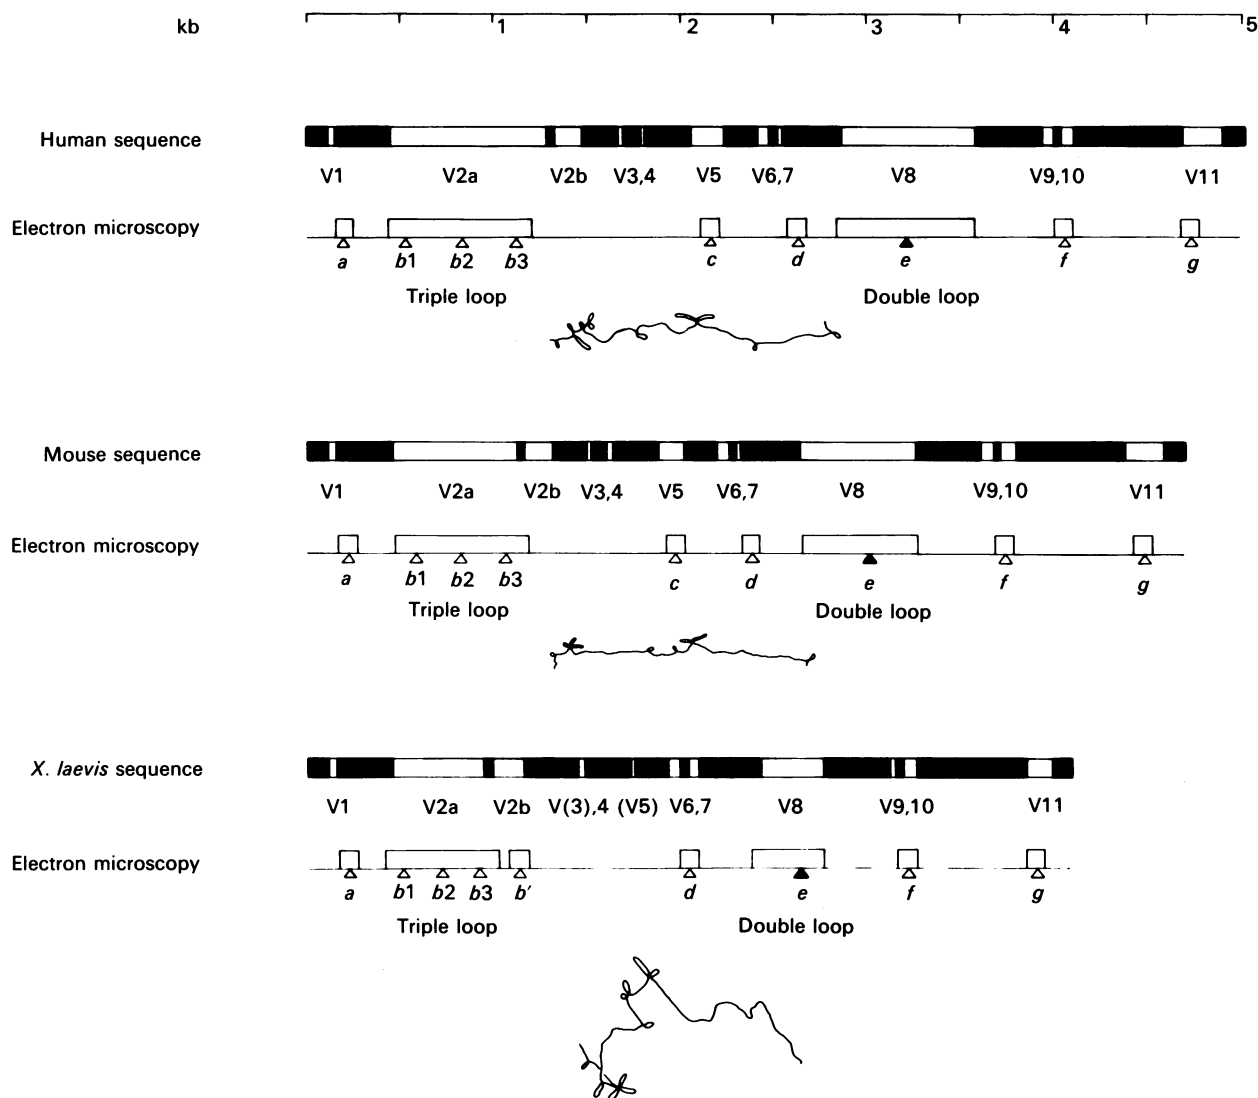 kb 1 2 3 4 5
Human sequence
V1 V2a V2b V3,4 V5 V6,7 V8 V9,10 V11
Electron microscopy
a b1 b2 b3 c d e f g
Triple loop Double loop
Mouse sequence
V1 V2a V2b V3,4 V5 V6,7 V8 V9,10 V11
Electron microscopy
a b1 b2 b3 c d e f g
Triple loop Double loop
X. laevis sequence
V1 V2a V2b V(3),4 (V5) V6,7 V8 V9,10 V11
Electron microscopy
a b1 b2 b3 b′ d e f g
Triple loop Double loop